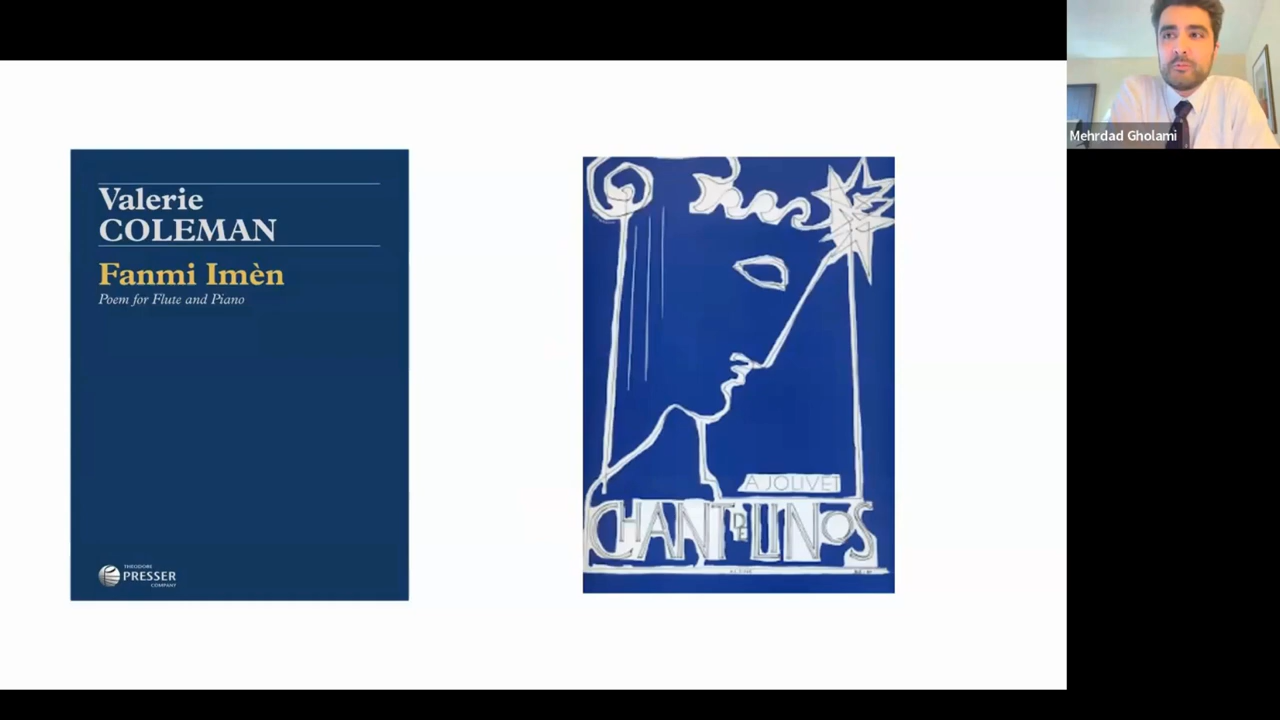 Valerie
COLEMAN
Fanmi Imèn
Poem for Flute and Piano
THEODORE
PRESSER
COMPANY
A JOLIVET
CHANT DE LINOS
Mehrdad Gholami